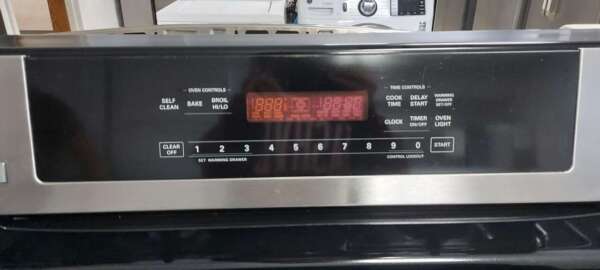 OVEN CONTROLS
SELF CLEAN
BAKE
BROIL HI/LO
TIME CONTROLS
COOK TIME
DELAY START
WARMING DRAWER SET/OFF
CLOCK
TIMER ON/OFF
OVEN LIGHT
CLEAR OFF
1 2 3 4 5 6 7 8 9 0
START
SET WARMING DRAWER
CONTROL LOCKOUT